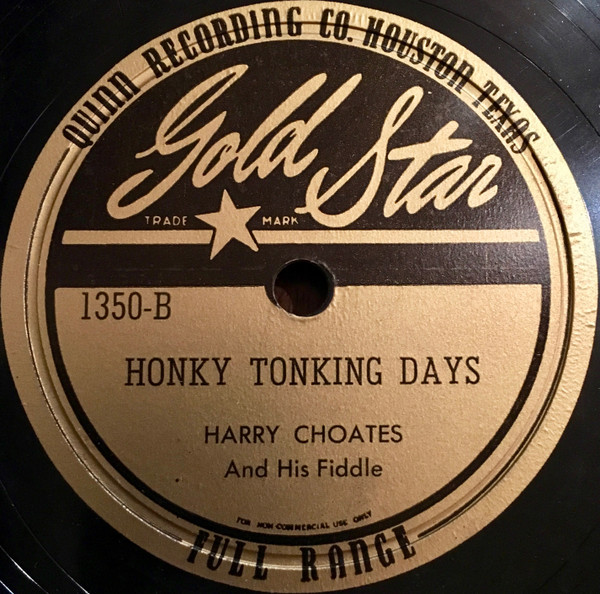 QUINN RECORDING CO. HOUSTON TEXAS
Gold Star
TRADE MARK
1350-B
HONKY TONKING DAYS
HARRY CHOATES
And His Fiddle
FOR NON-COMMERCIAL USE ONLY
FULL RANGE